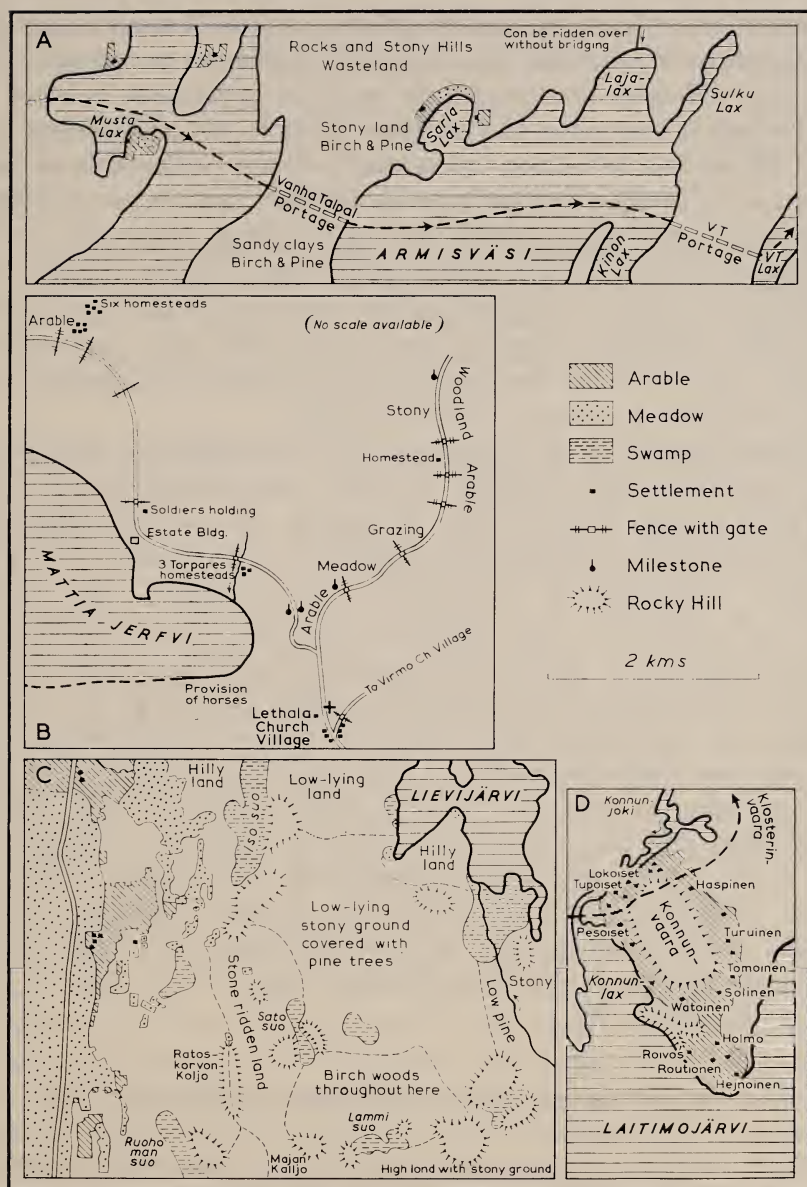 A
Rocks and Stony Hills
Wasteland
Can be ridden over
without bridging
Musta
Lax
Stony land
Birch & Pine
Sarla
Lax
Laja-
lax
Sulku
Lax
Vanha Talpal
Portage
Sandy clays
Birch & Pine
ARMISVÄSI
Kinon
Lax
VT
Portage
VT
Lax
B
Six homesteads
Arable
(No scale available)
Woodland
Stony
Homestead
Arable
Grazing
Meadow
Arable
Soldiers holding
Estate Bldg.
3 Torpares
homesteads
MATTIA-JERFVI
Provision
of horses
To Virmo Ch Village
Lethala
Church
Village
Arable
Meadow
Swamp
Settlement
Fence with gate
Milestone
Rocky Hill
2 kms
C
Hilly
land
Low-lying
land
Iso suo
LIEVIJÄRVI
Hilly
land
Low-lying
stony ground
covered with
pine trees
Stony
Low pine
Stone ridden land
Sato
suo
Ratos-
korvon
Koljo
Birch woods
throughout here
Ruoho
man
suo
Majan
Kalljo
Lammi
suo
High lond with stony ground
D
Konnun-
joki
Klosterin-
vaara
Lokoiset
Tupoiset
Haspinen
Pesoiset
Konnun-
vaara
Turuinen
Tomoinen
Konnun-
lax
Solinen
Watoinen
Holmo
Roivos
Routionen
Hejnoinen
LAITIMOJÄRVI